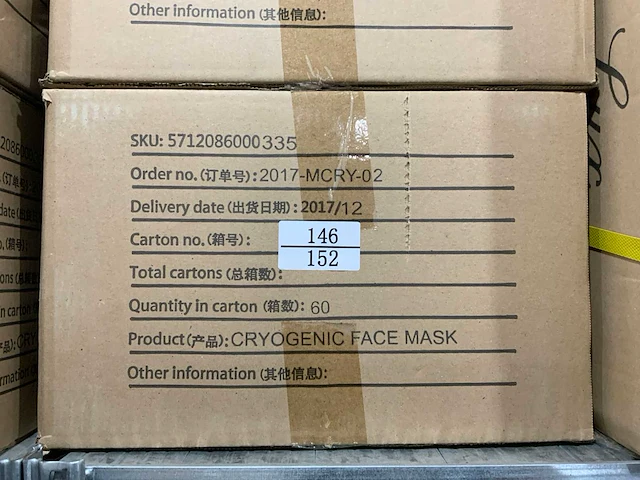 Other information (其他信息):
SKU: 5712086000335
Order no.(订单号):2017-MCRY-02
Delivery date (出货日期): 2017/12
Carton no.(箱号): 146
Total cartons (总箱数): 152
Quantity in carton (箱数): 60
Product(产品):CRYOGENIC FACE MASK
Other information (其他信息):